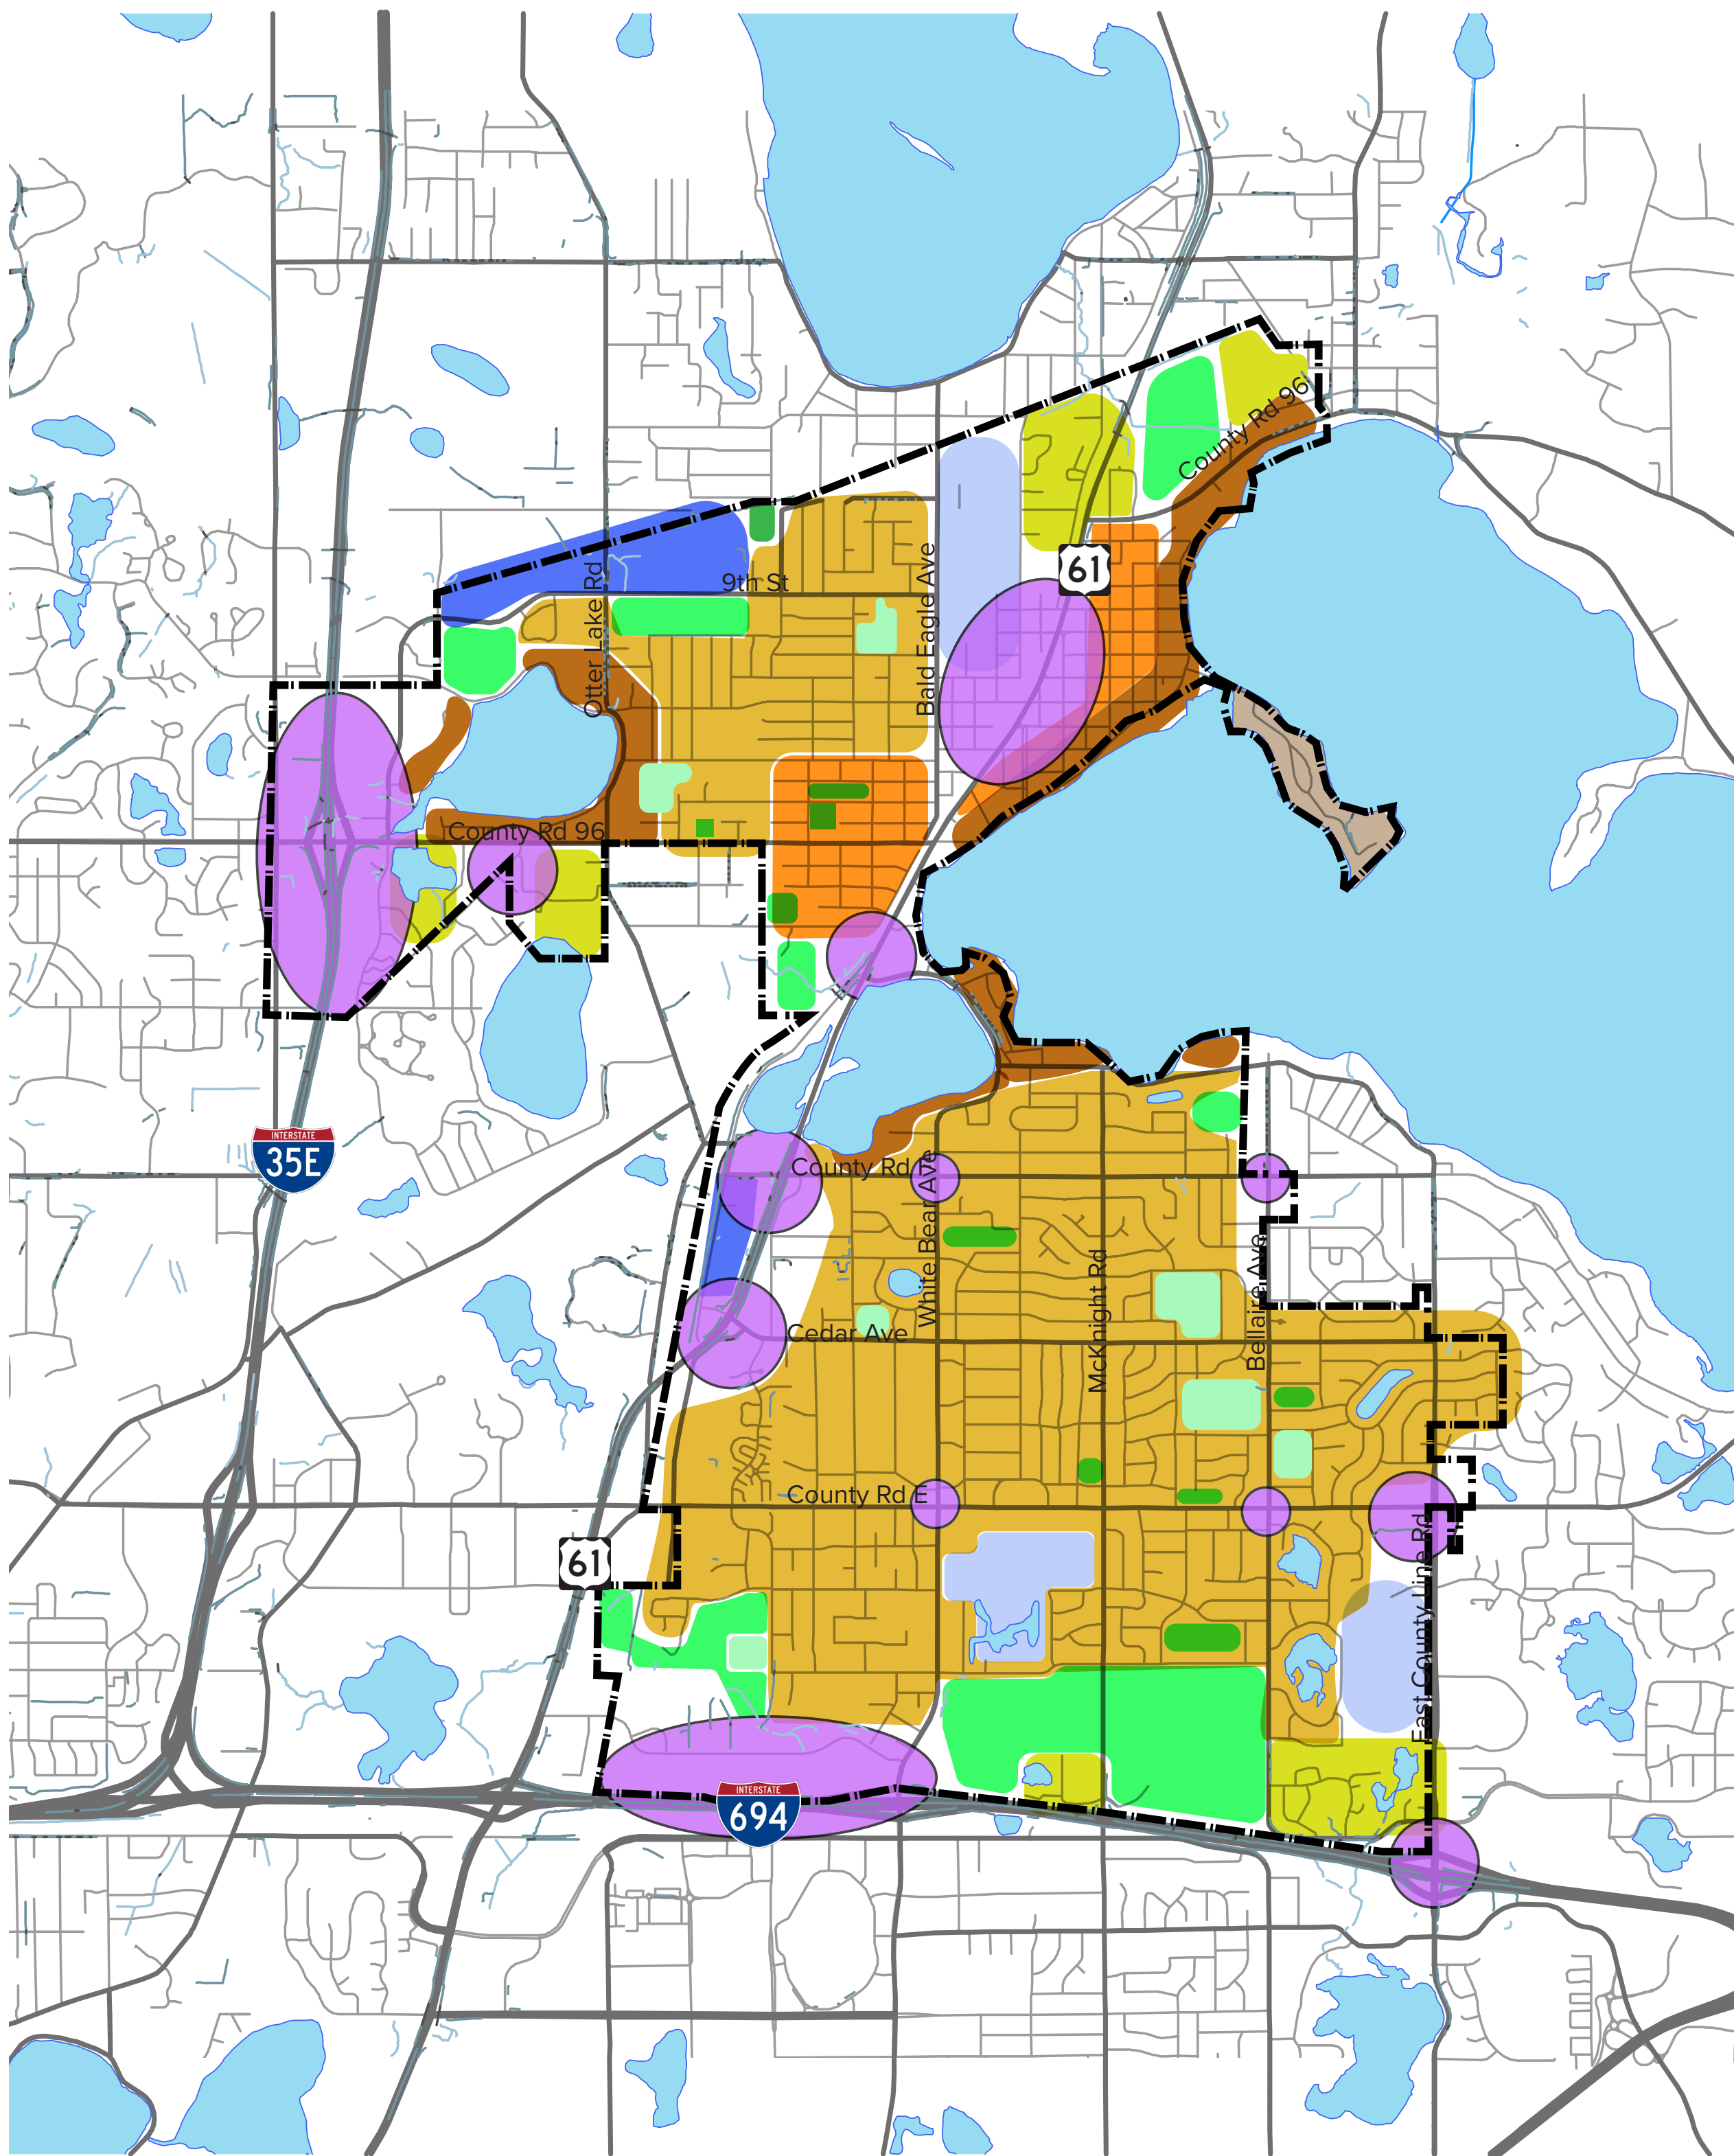 County Rd 96
61
9th St
Otter Lake Rd
Bald Eagle Ave
County Rd 96
INTERSTATE
35E
County Rd F
White Bear Ave
McKnight Rd
Bellaire Ave
Cedar Ave
County Rd E
61
East County Line Rd
INTERSTATE
694